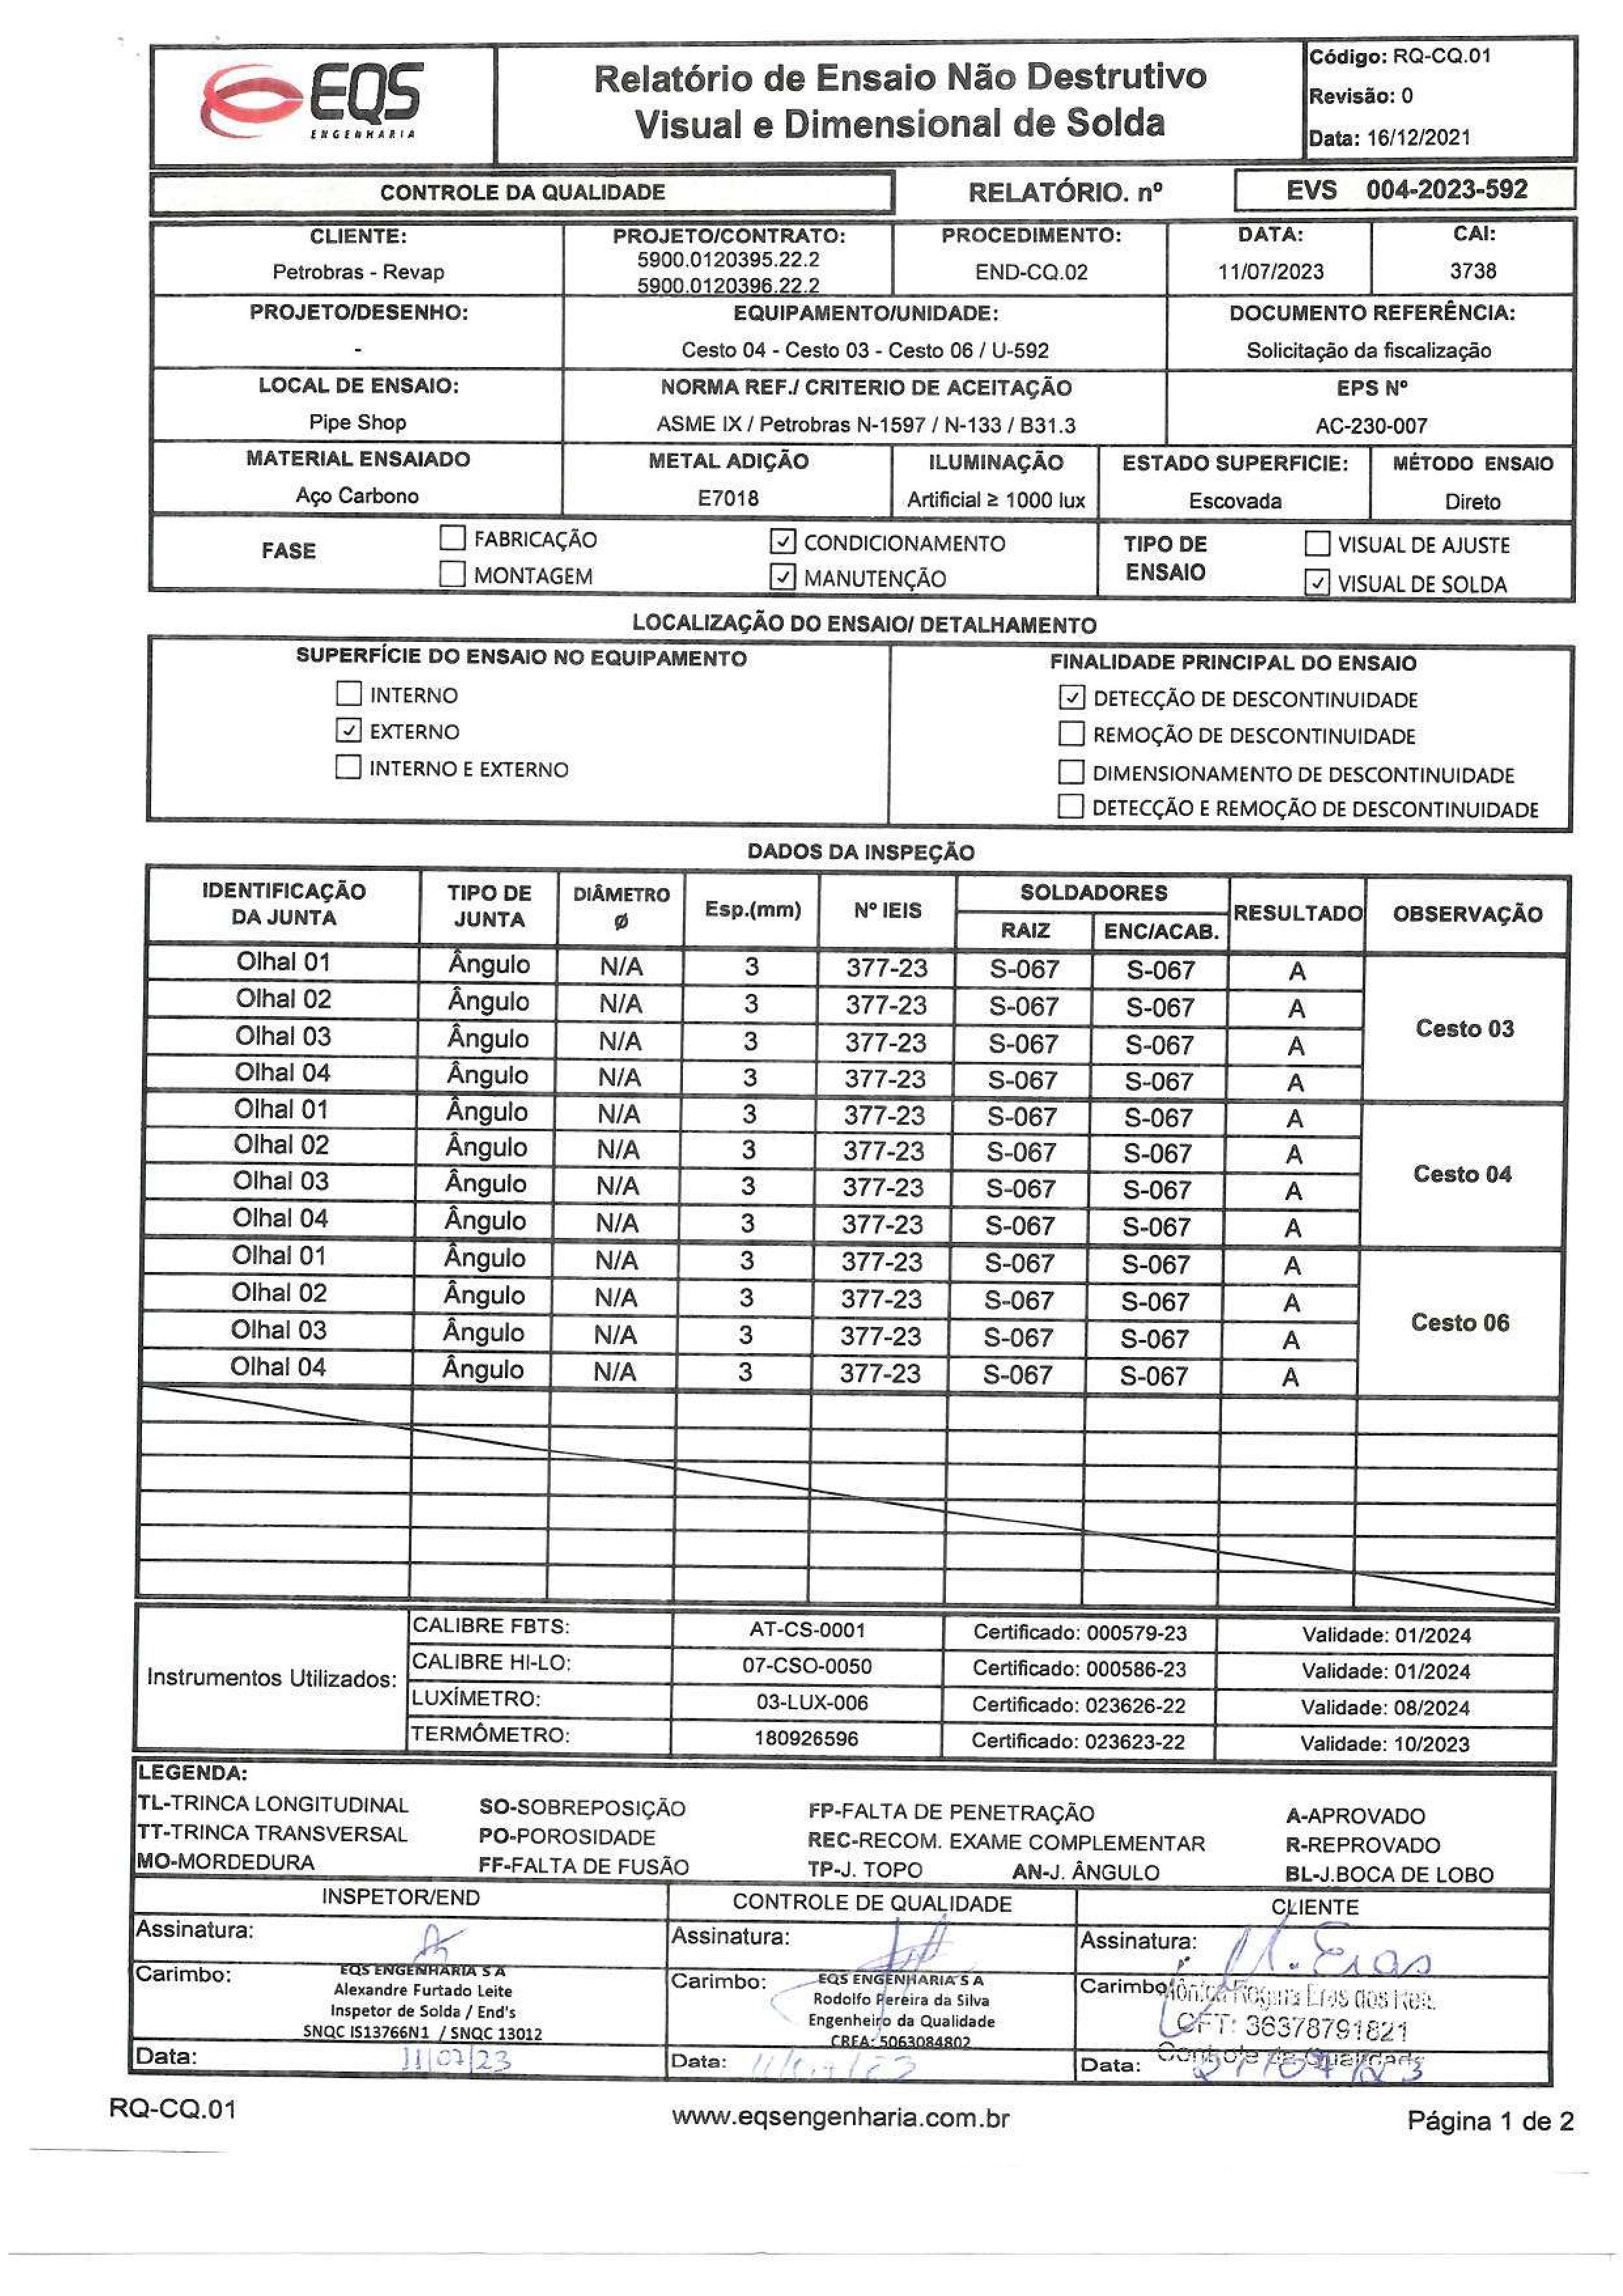 EQS
ENGENHARIA
Relatório de Ensaio Não Destrutivo
Visual e Dimensional de Solda
Código: RQ-CQ.01
Revisão: 0
Data: 16/12/2021
CONTROLE DA QUALIDADE RELATÓRIO. nº EVS 004-2023-592
CLIENTE: PROJETO/CONTRATO: PROCEDIMENTO: DATA: CAI:
Petrobras - Revap 5900.0120395.22.2 END-CQ.02 11/07/2023 3738
5900.0120396.22.2
PROJETO/DESENHO: EQUIPAMENTO/UNIDADE: DOCUMENTO REFERÊNCIA:
- Cesto 04 - Cesto 03 - Cesto 06 / U-592 Solicitação da fiscalização
LOCAL DE ENSAIO: NORMA REF./ CRITERIO DE ACEITAÇÃO EPS Nº
Pipe Shop ASME IX / Petrobras N-1597 / N-133 / B31.3 AC-230-007
MATERIAL ENSAIADO METAL ADIÇÃO ILUMINAÇÃO ESTADO SUPERFICIE: MÉTODO ENSAIO
Aço Carbono E7018 Artificial ≥ 1000 lux Escovada Direto
FASE ☐ FABRICAÇÃO ☑ CONDICIONAMENTO TIPO DE ENSAIO ☐ VISUAL DE AJUSTE
☐ MONTAGEM ☑ MANUTENÇÃO ☑ VISUAL DE SOLDA
LOCALIZAÇÃO DO ENSAIO/ DETALHAMENTO
SUPERFÍCIE DO ENSAIO NO EQUIPAMENTO FINALIDADE PRINCIPAL DO ENSAIO
☐ INTERNO ☑ DETECÇÃO DE DESCONTINUIDADE
☑ EXTERNO ☐ REMOÇÃO DE DESCONTINUIDADE
☐ INTERNO E EXTERNO ☐ DIMENSIONAMENTO DE DESCONTINUIDADE
☐ DETECÇÃO E REMOÇÃO DE DESCONTINUIDADE
DADOS DA INSPEÇÃO
IDENTIFICAÇÃO DA JUNTA TIPO DE JUNTA DIÂMETRO Ø Esp.(mm) Nº IEIS SOLDADORES RAIZ ENC/ACAB. RESULTADO OBSERVAÇÃO
Olhal 01 Ângulo N/A 3 377-23 S-067 S-067 A Cesto 03
Olhal 02 Ângulo N/A 3 377-23 S-067 S-067 A
Olhal 03 Ângulo N/A 3 377-23 S-067 S-067 A
Olhal 04 Ângulo N/A 3 377-23 S-067 S-067 A
Olhal 01 Ângulo N/A 3 377-23 S-067 S-067 A Cesto 04
Olhal 02 Ângulo N/A 3 377-23 S-067 S-067 A
Olhal 03 Ângulo N/A 3 377-23 S-067 S-067 A
Olhal 04 Ângulo N/A 3 377-23 S-067 S-067 A
Olhal 01 Ângulo N/A 3 377-23 S-067 S-067 A Cesto 06
Olhal 02 Ângulo N/A 3 377-23 S-067 S-067 A
Olhal 03 Ângulo N/A 3 377-23 S-067 S-067 A
Olhal 04 Ângulo N/A 3 377-23 S-067 S-067 A
Instrumentos Utilizados:
CALIBRE FBTS: AT-CS-0001 Certificado: 000579-23 Validade: 01/2024
CALIBRE HI-LO: 07-CSO-0050 Certificado: 000586-23 Validade: 01/2024
LUXÍMETRO: 03-LUX-006 Certificado: 023626-22 Validade: 08/2024
TERMÔMETRO: 180926596 Certificado: 023623-22 Validade: 10/2023
LEGENDA:
TL-TRINCA LONGITUDINAL SO-SOBREPOSIÇÃO FP-FALTA DE PENETRAÇÃO A-APROVADO
TT-TRINCA TRANSVERSAL PO-POROSIDADE REC-RECOM. EXAME COMPLEMENTAR R-REPROVADO
MO-MORDEDURA FF-FALTA DE FUSÃO TP-J. TOPO AN-J. ÂNGULO BL-J.BOCA DE LOBO
INSPETOR/END CONTROLE DE QUALIDADE CLIENTE
Assinatura: Assinatura: Assinatura: M. Eras
Carimbo: EQS ENGENHARIA S A
Alexandre Furtado Leite
Inspetor de Solda / End's
SNQC IS13766N1 / SNQC 13012
Data: 11/07/23
Carimbo: EQS ENGENHARIA S A
Rodolfo Pereira da Silva
Engenheiro da Qualidade
CREA: 5063084802
Data: 11/07/23
Carimbo
CFT: 36378791821
Controle de Qualidade
Data:
RQ-CQ.01 www.eqsengenharia.com.br Página 1 de 2